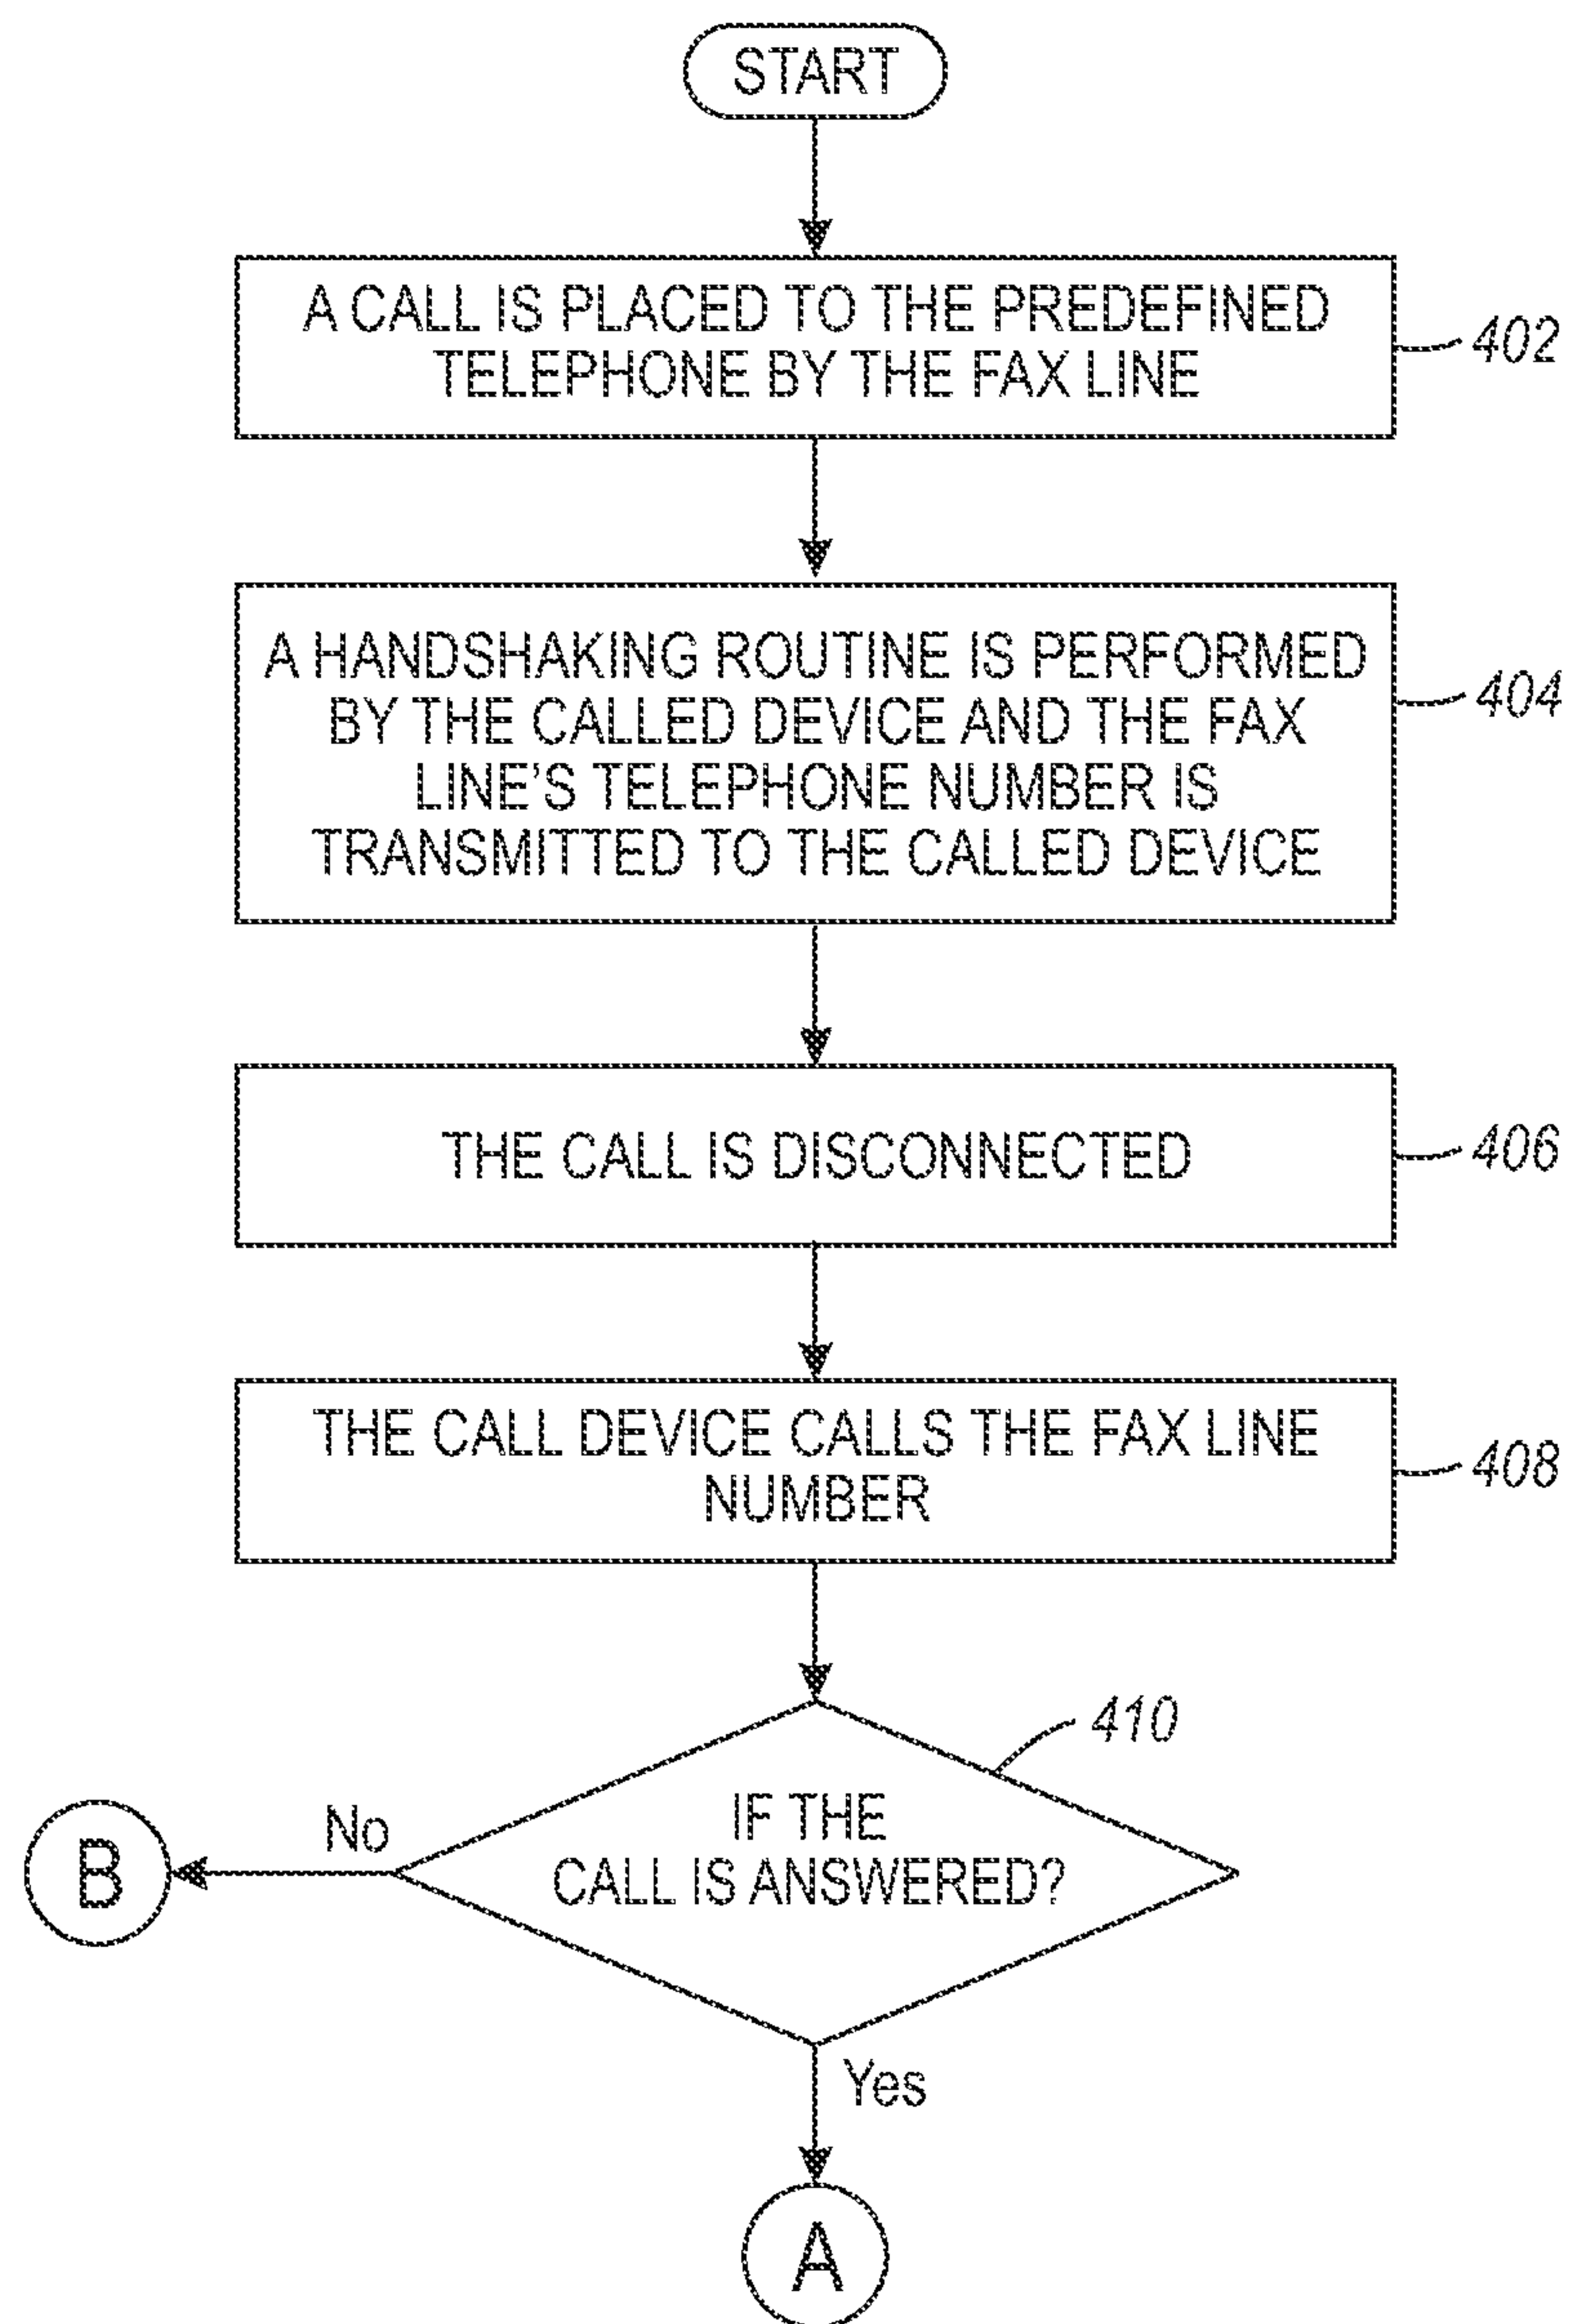 START
A CALL IS PLACED TO THE PREDEFINED
TELEPHONE BY THE FAX LINE
402
A HANDSHAKING ROUTINE IS PERFORMED
BY THE CALLED DEVICE AND THE FAX
LINE'S TELEPHONE NUMBER IS
TRANSMITTED TO THE CALLED DEVICE
404
THE CALL IS DISCONNECTED
406
THE CALL DEVICE CALLS THE FAX LINE
NUMBER
408
410
IF THE
CALL IS ANSWERED?
No
B
Yes
A